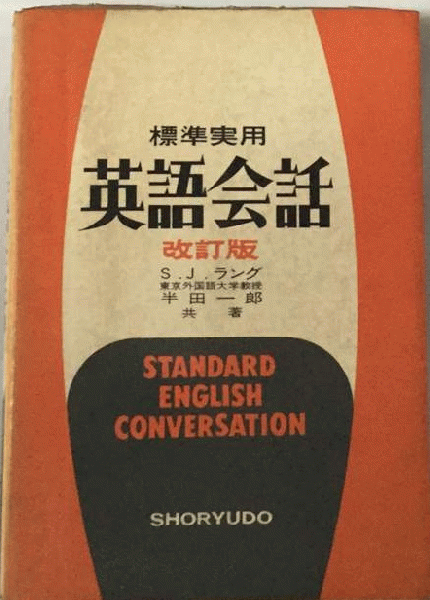 標準実用
英語会話
改訂版
S.J.ラング
東京外国語大学教授
半田一郎
共著
STANDARD
ENGLISH
CONVERSATION
SHORYUDO